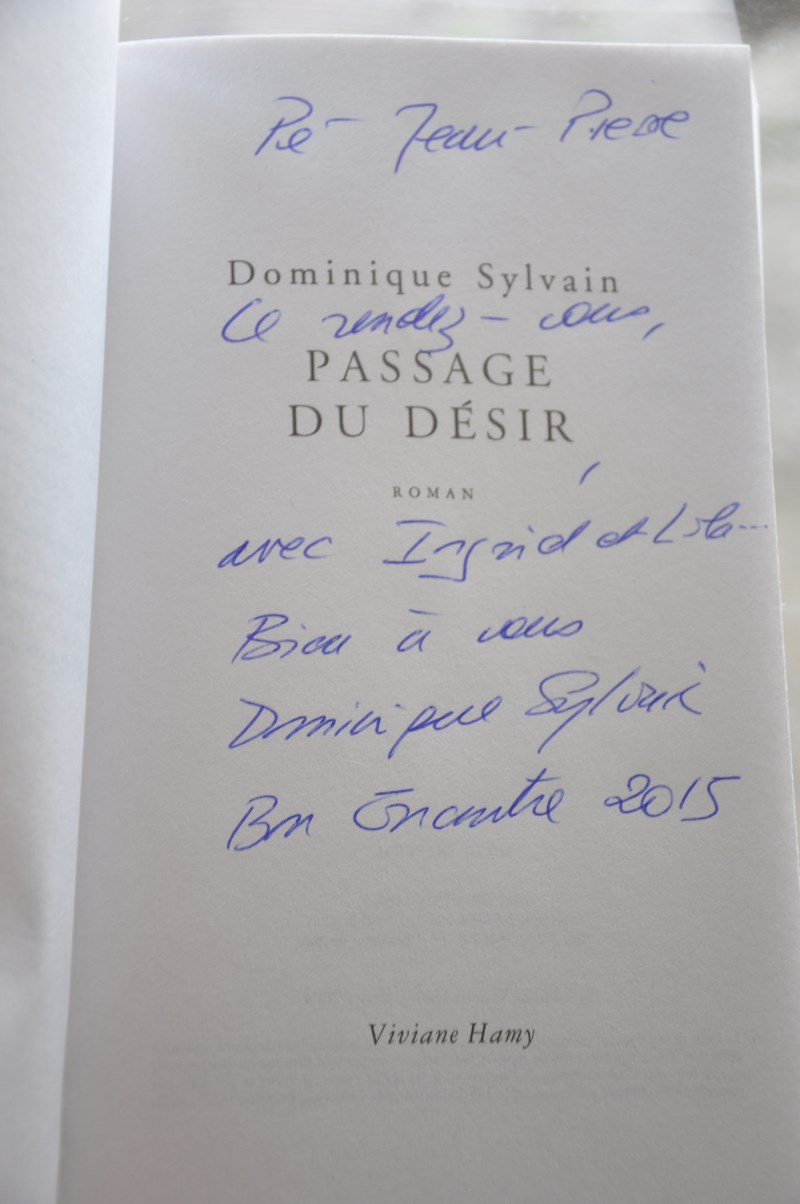 Pr Jean-Pierre
Dominique Sylvain
Ce rendez-vous,
PASSAGE
DU DÉSIR
ROMAN
avec Ingrid et Lola...
Bien à vous
Dominique Sylvain
Bon Encontre 2015
Viviane Hamy